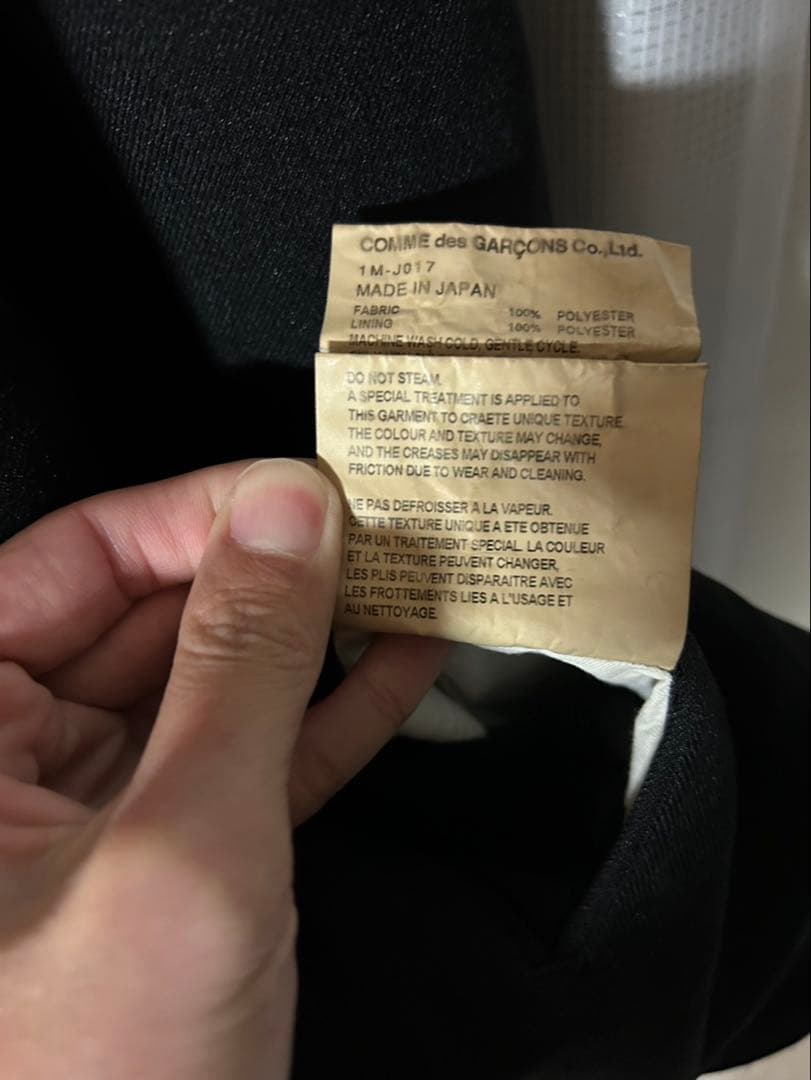 COMME des GARÇONS Co.,Ltd.
1M-J017
MADE IN JAPAN
FABRIC 100% POLYESTER
LINING 100% POLYESTER
MACHINE WASH COLD, GENTLE CYCLE.
DO NOT STEAM.
A SPECIAL TREATMENT IS APPLIED TO
THIS GARMENT TO CRAETE UNIQUE TEXTURE.
THE COLOUR AND TEXTURE MAY CHANGE,
AND THE CREASES MAY DISAPPEAR WITH
FRICTION DUE TO WEAR AND CLEANING.
NE PAS DEFROISSER A LA VAPEUR.
CETTE TEXTURE UNIQUE A ETE OBTENUE
PAR UN TRAITEMENT SPECIAL. LA COULEUR
ET LA TEXTURE PEUVENT CHANGER,
LES PLIS PEUVENT DISPARAITRE AVEC
LES FROTTEMENTS LIES A L'USAGE ET
AU NETTOYAGE.